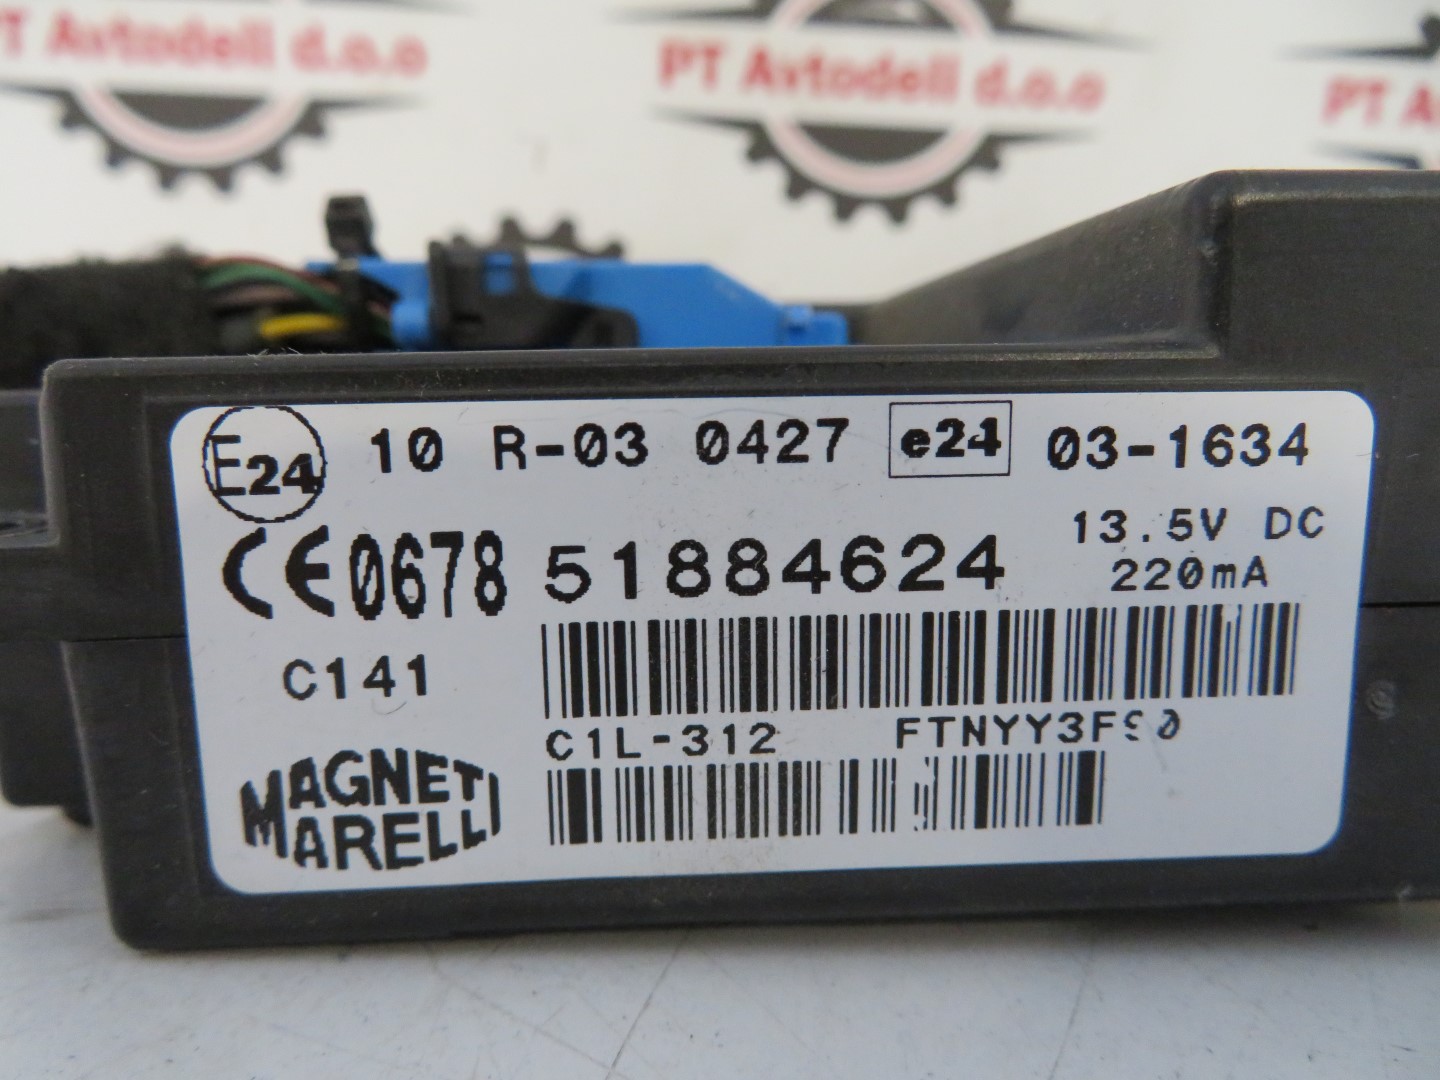 PT Avtodeli d.o.o
PT Avtodeli d.o.o
PT
E24 10 R-03 0427 e24 03-1634
CE0678 51884624 13.5V DC
220mA
C141
C1L-312
MAGNETI
MARELLI